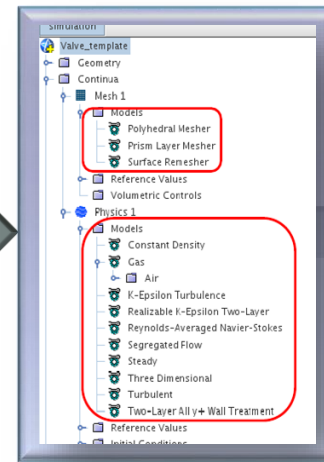 simulation
Valve_template
Geometry
Continua
Mesh 1
Models
Polyhedral Mesher
Prism Layer Mesher
Surface Remesher
Reference Values
Volumetric Controls
Physics 1
Models
Constant Density
Gas
Air
K-Epsilon Turbulence
Realizable K-Epsilon Two-Layer
Reynolds-Averaged Navier-Stokes
Segregated Flow
Steady
Three Dimensional
Turbulent
Two-Layer All y+ Wall Treatment
Reference Values
Initial Conditions